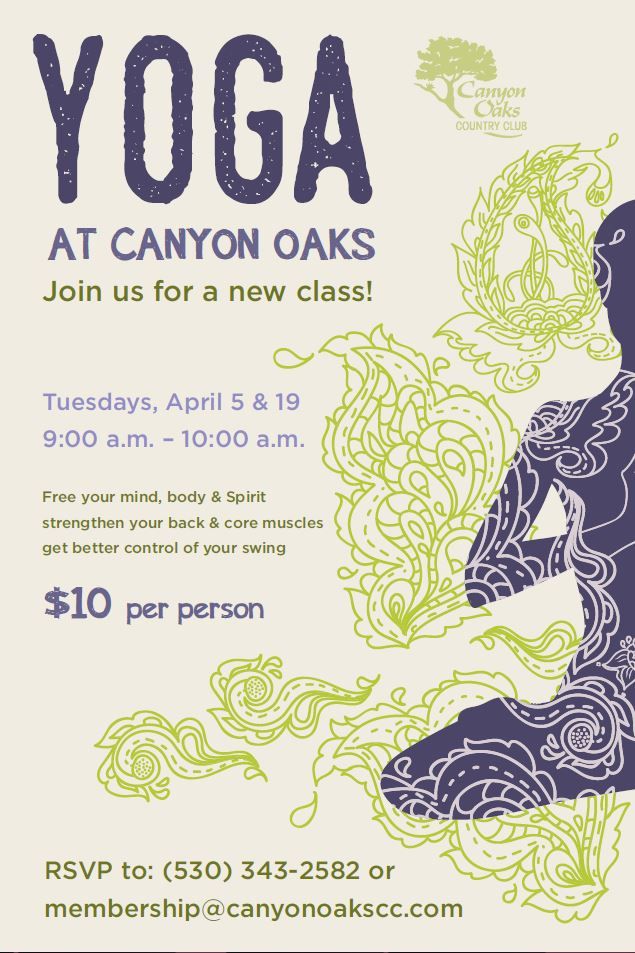 YOGA
Canyon
Oaks
COUNTRY CLUB
AT CANYON OAKS
Join us for a new class!
Tuesdays, April 5 & 19
9:00 a.m. – 10:00 a.m.
Free your mind, body & Spirit
strengthen your back & core muscles
get better control of your swing
$10 per person
RSVP to: (530) 343-2582 or
membership@canyonoakscc.com